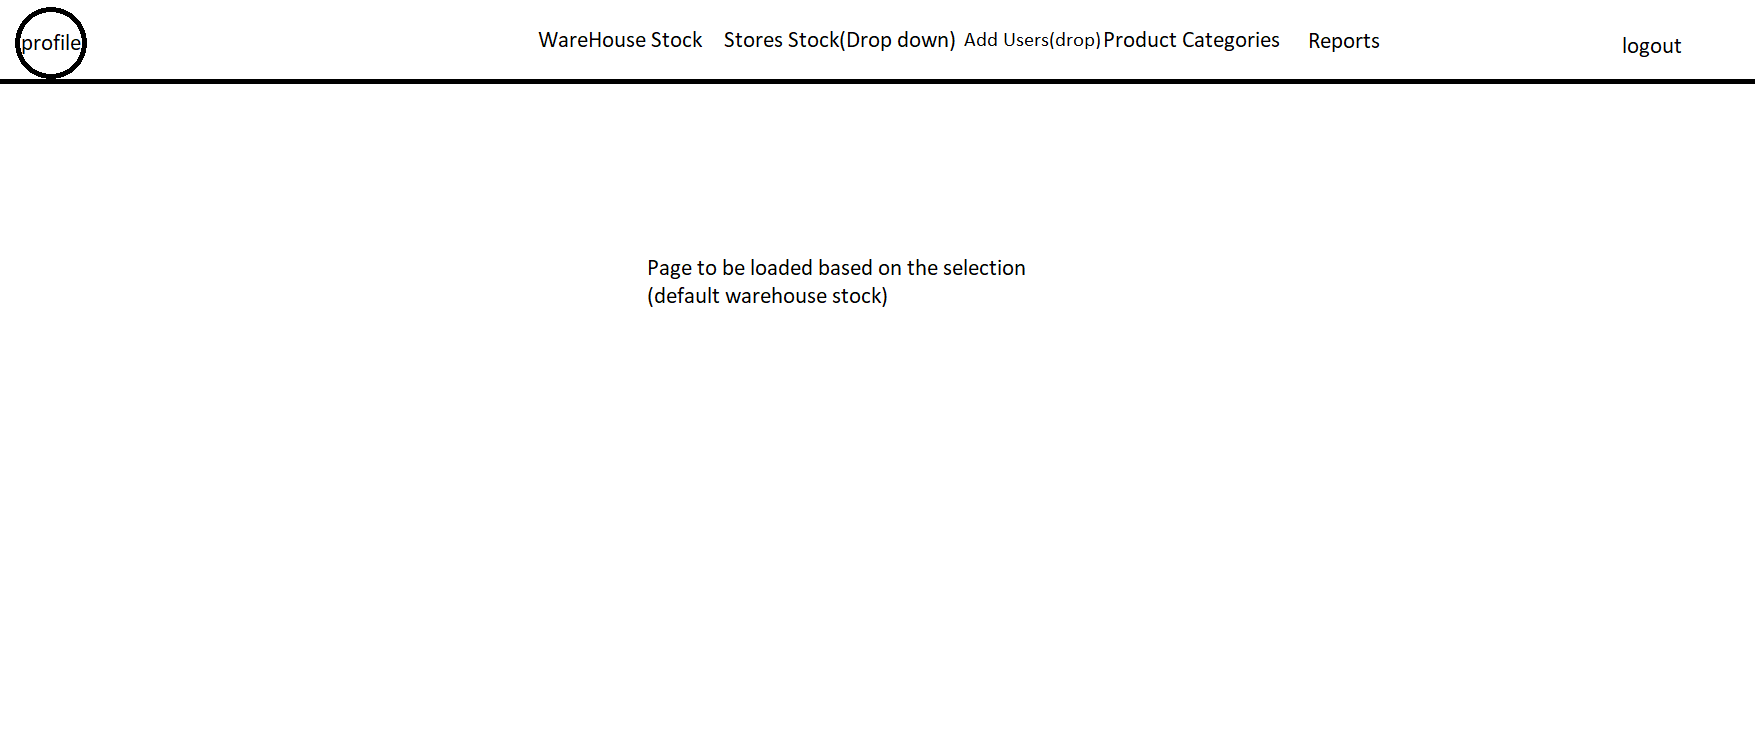 profile
WareHouse Stock
Stores Stock(Drop down)
Add Users(drop)
Product Categories
Reports
logout
Page to be loaded based on the selection
(default warehouse stock)